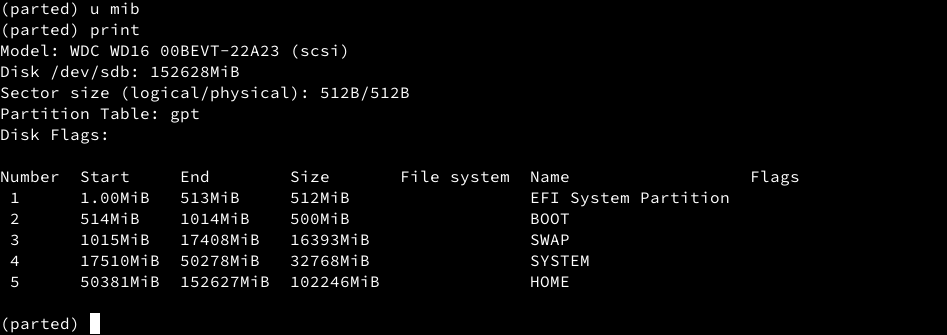 (parted) u mib
(parted) print
Model: WDC WD16 00BEVT-22A23 (scsi)
Disk /dev/sdb: 152628MiB
Sector size (logical/physical): 512B/512B
Partition Table: gpt
Disk Flags:
Number  Start     End       Size       File system  Name                  Flags
 1      1.00MiB   513MiB    512MiB                  EFI System Partition
 2      514MiB    1014MiB   500MiB                  BOOT
 3      1015MiB   17408MiB  16393MiB                SWAP
 4      17510MiB  50278MiB  32768MiB                SYSTEM
 5      50381MiB  152627MiB 102246MiB               HOME
(parted)